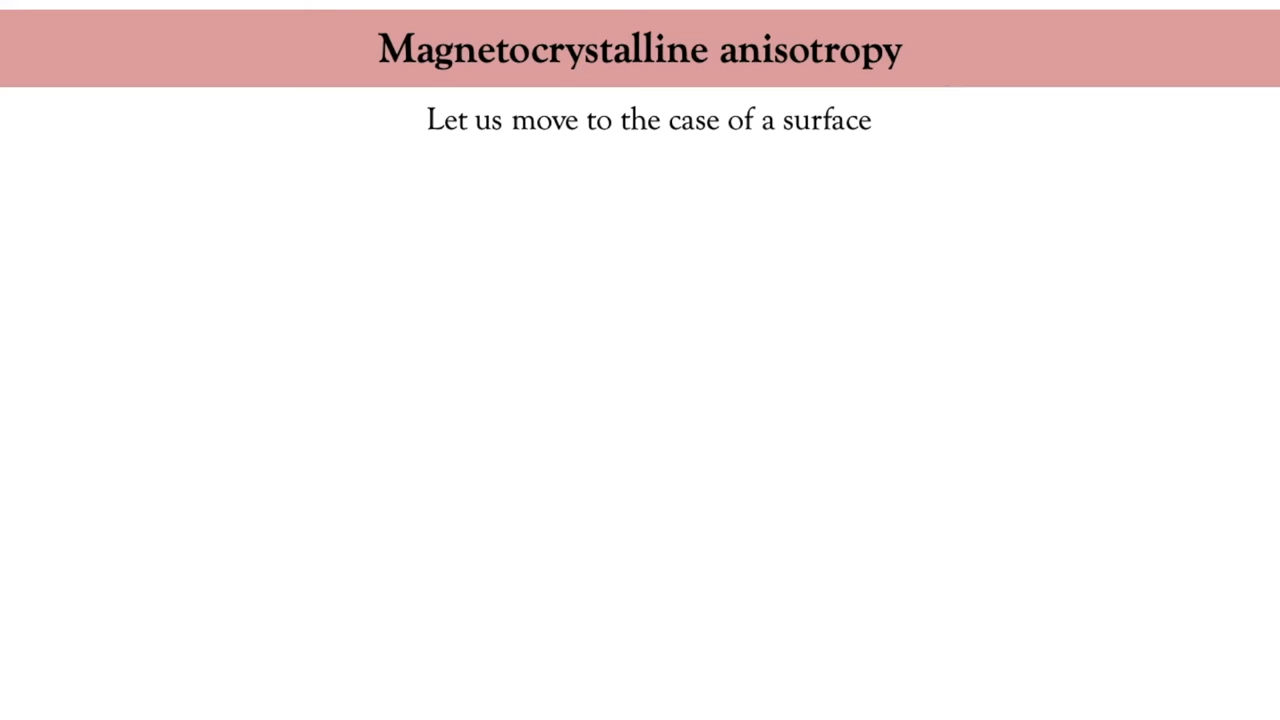 Magnetocrystalline anisotropy
Let us move to the case of a surface